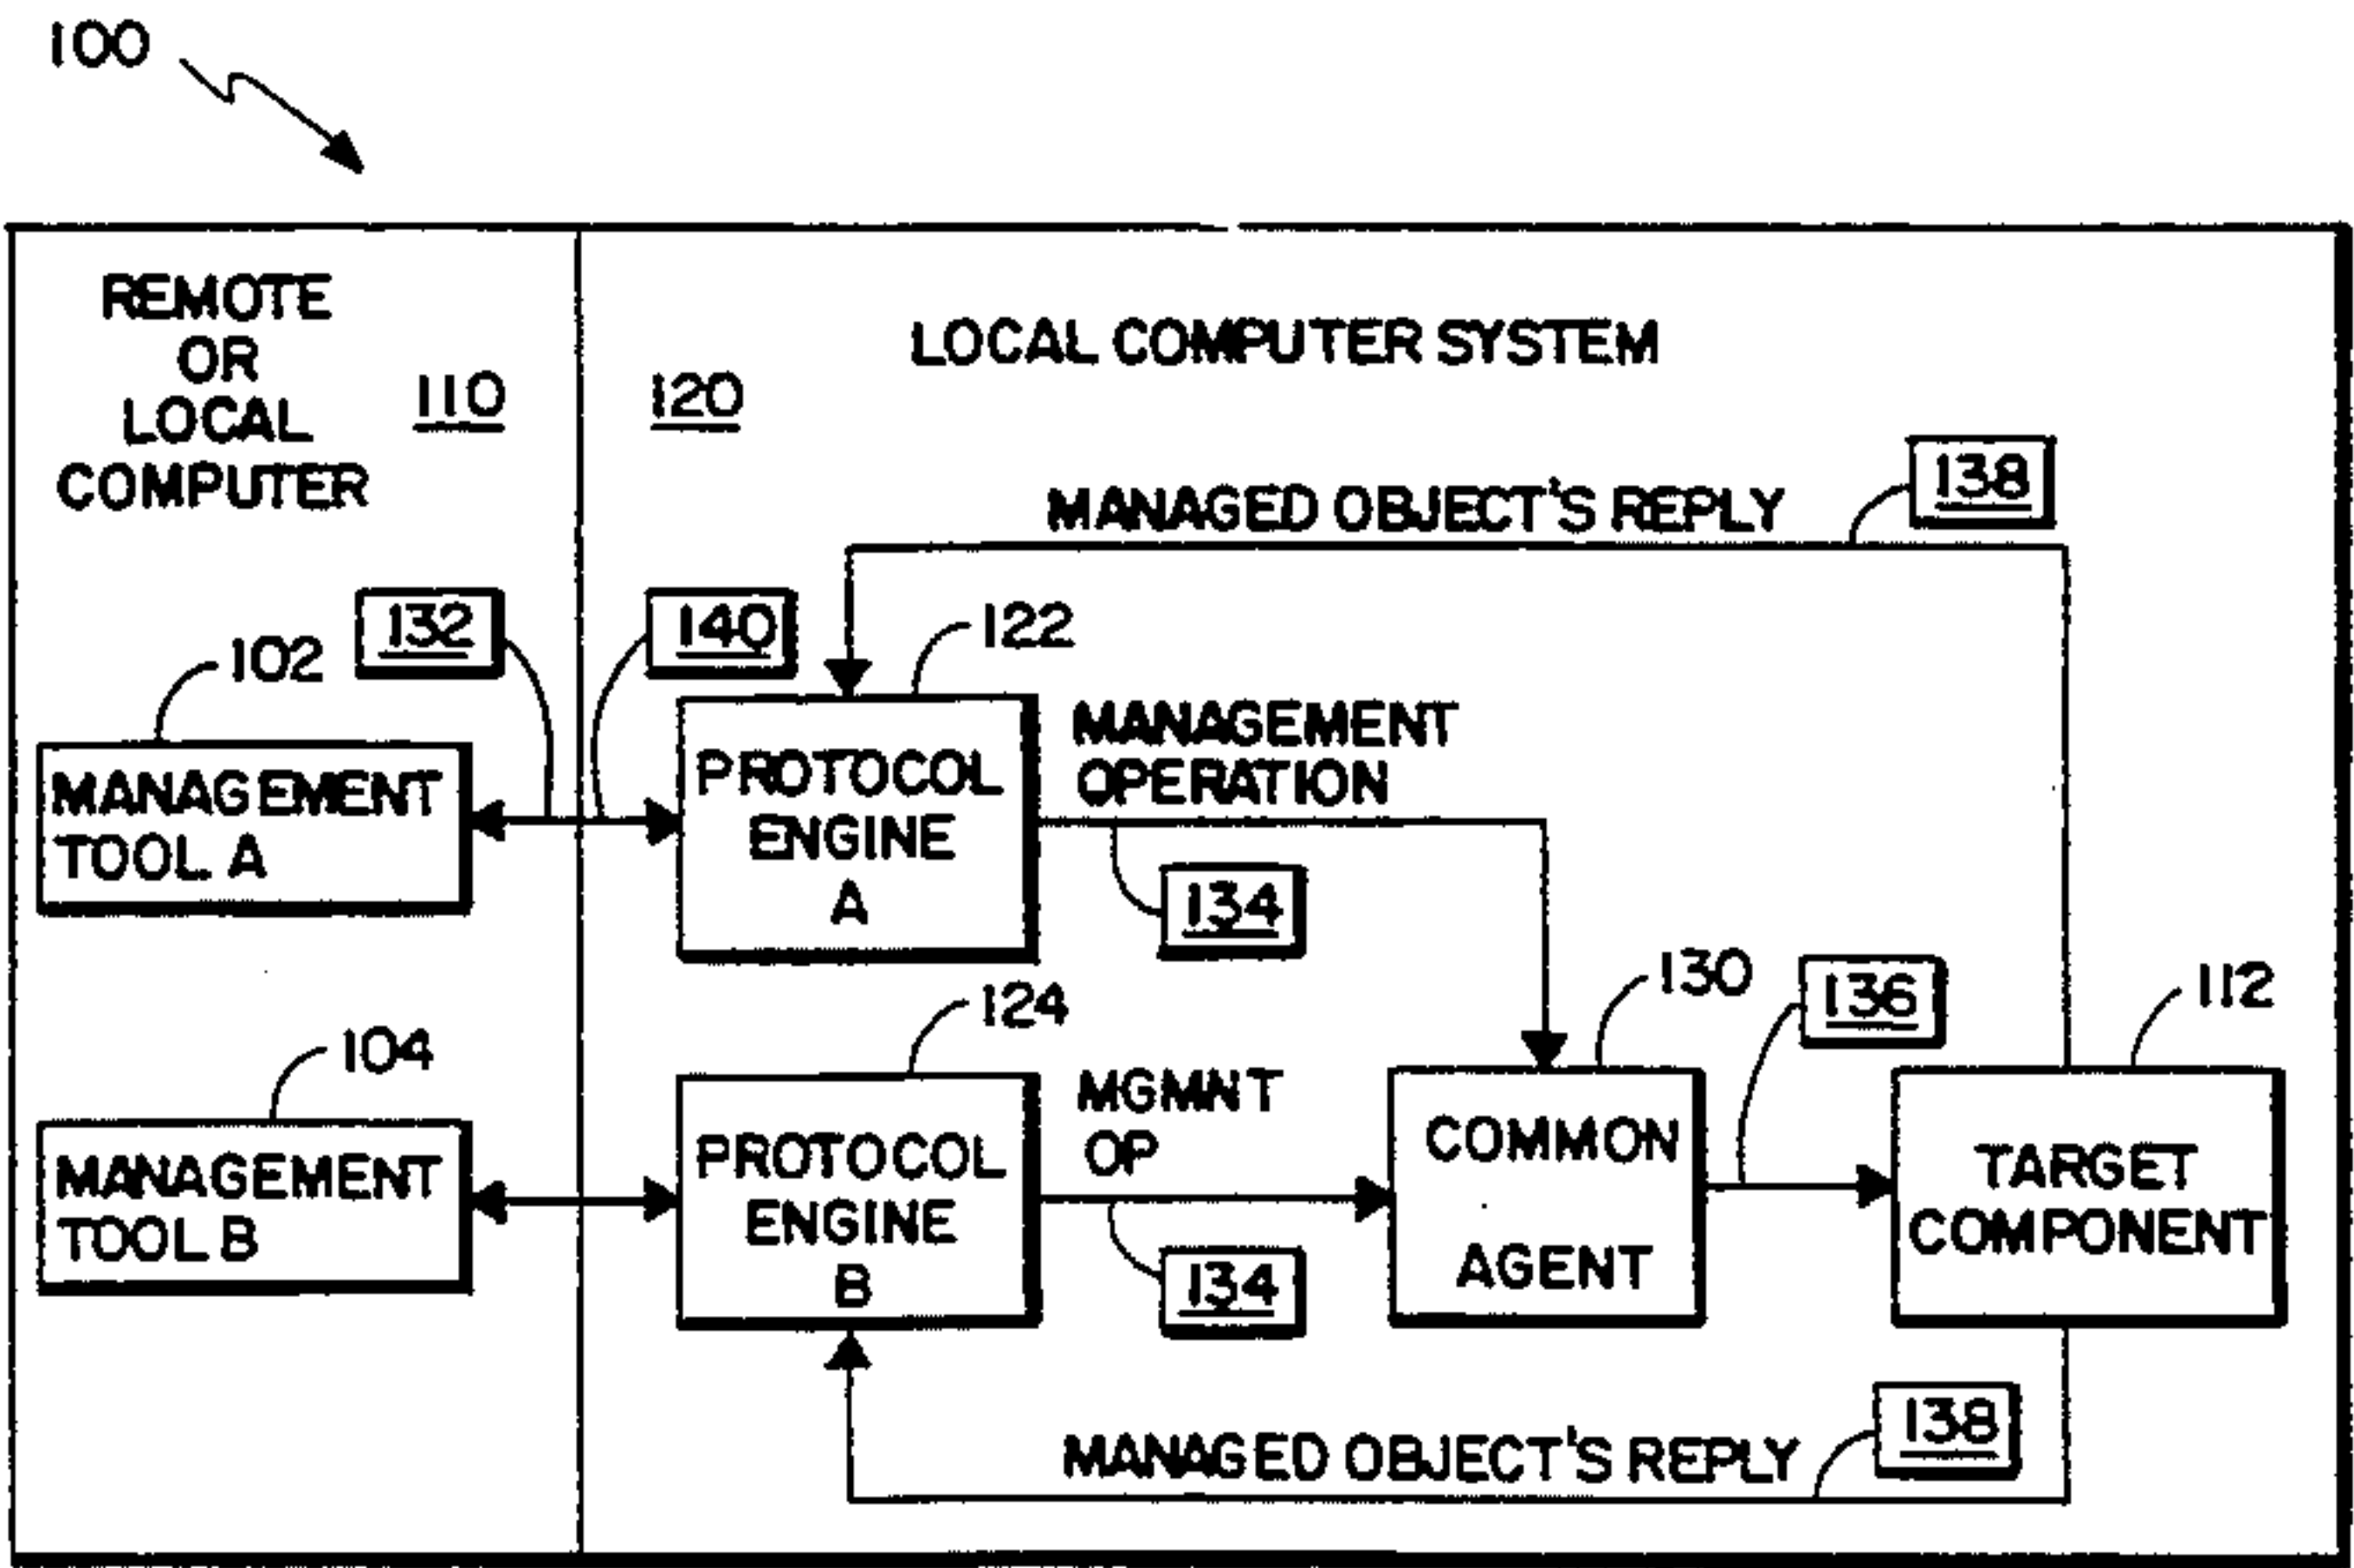 100
REMOTE
OR
LOCAL
COMPUTER
110
120
LOCAL COMPUTER SYSTEM
138
MANAGED OBJECT'S REPLY
132
140
122
102
MANAGEMENT
TOOL A
PROTOCOL
ENGINE
A
MANAGEMENT
OPERATION
134
130
136
112
124
104
MANAGEMENT
TOOL B
PROTOCOL
ENGINE
B
MGMNT
OP
134
COMMON
AGENT
TARGET
COMPONENT
138
MANAGED OBJECT'S REPLY